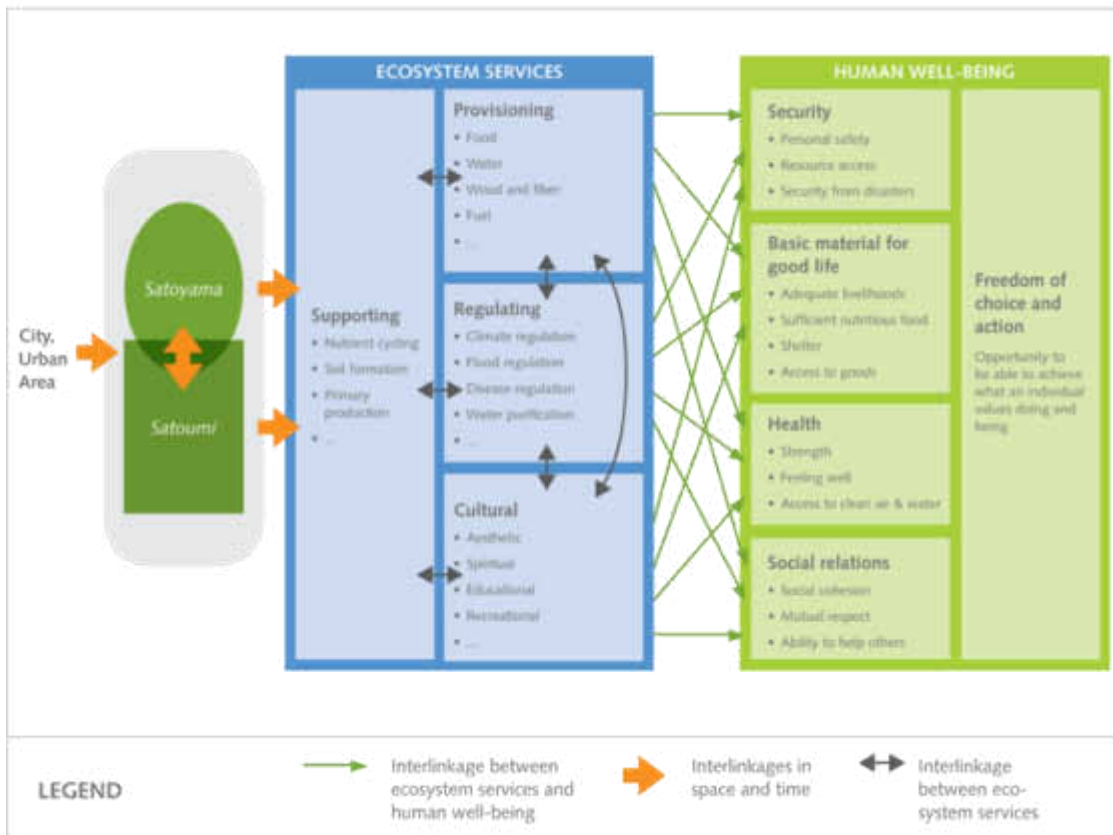 City,
Urban
Area
Satoyama
Satoumi
ECOSYSTEM SERVICES
Supporting
• Nutrient cycling
• Soil formation
• Primary
production
• ...
Provisioning
• Food
• Water
• Wood and fiber
• Fuel
• ...
Regulating
• Climate regulation
• Flood regulation
• Disease regulation
• Water purification
• ...
Cultural
• Aesthetic
• Spiritual
• Educational
• Recreational
• ...
HUMAN WELL-BEING
Security
• Personal safety
• Resource access
• Security from disasters
Basic material for
good life
• Adequate livelihoods
• Sufficient nutritious food
• Shelter
• Access to goods
Health
• Strength
• Feeling well
• Access to clean air & water
Social relations
• Social cohesion
• Mutual respect
• Ability to help others
Freedom of
choice and
action
Opportunity to
be able to achieve
what an individual
values doing and
being
LEGEND
Interlinkage between
ecosystem services and
human well-being
Interlinkages in
space and time
Interlinkage
between eco-
system services